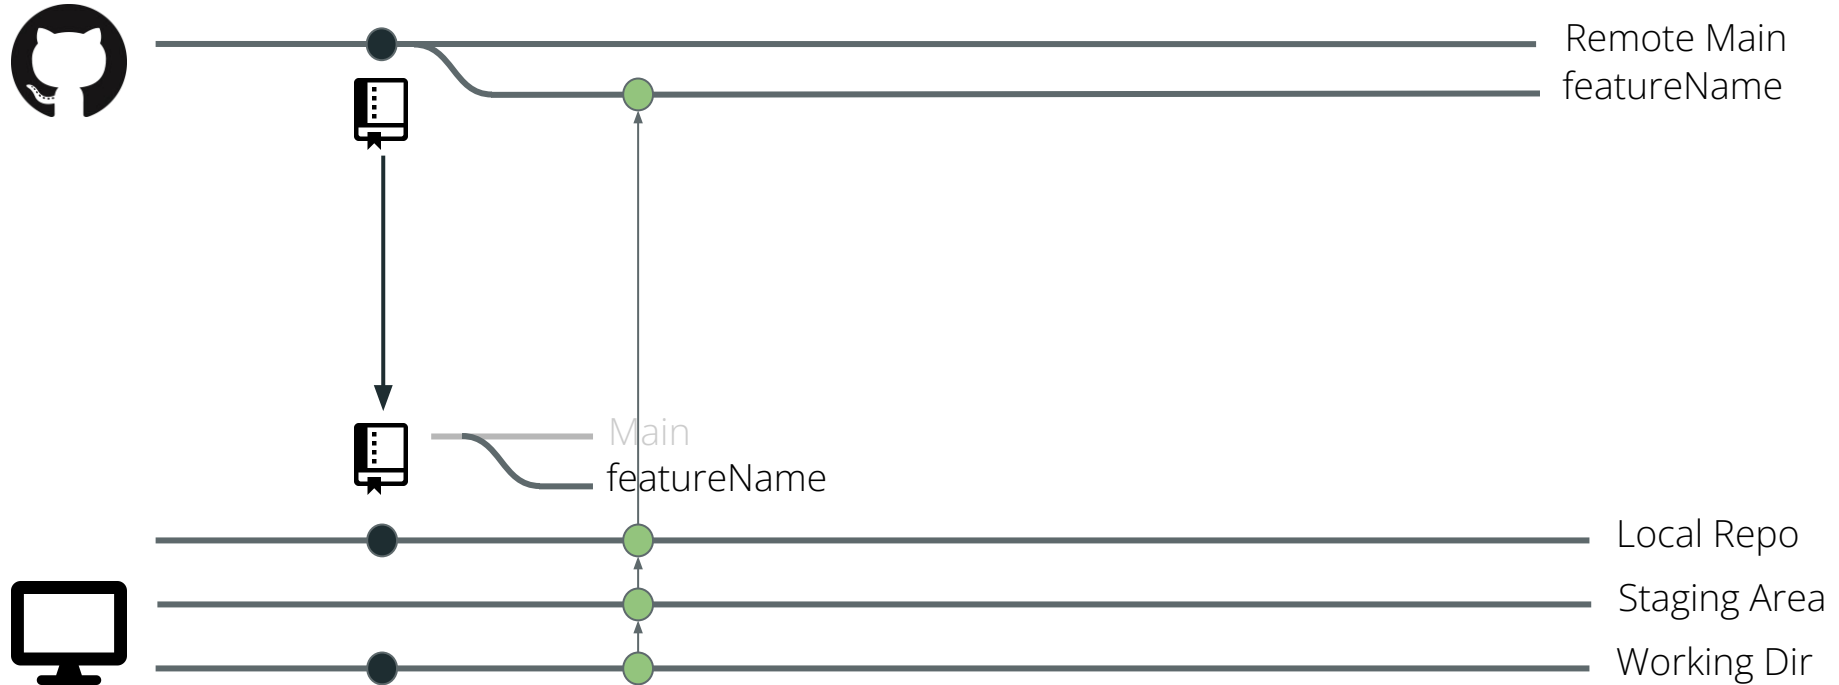 Remote Main
featureName
Main
featureName
Local Repo
Staging Area
Working Dir